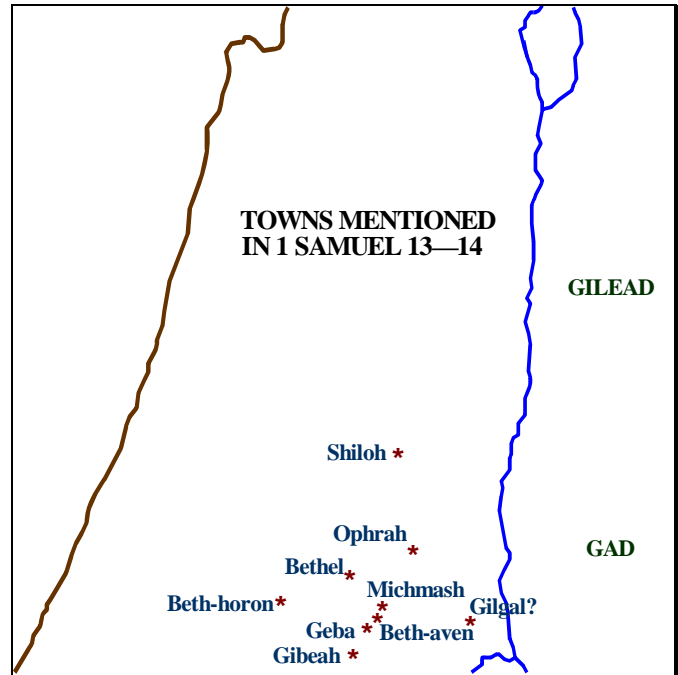 TOWNS MENTIONED
IN 1 SAMUEL 13—14
GILEAD
Shiloh *
Ophrah
*
GAD
Bethel
*
Michmash
Beth-horon *
*
Gilgal?
*
*
Geba *
Beth-aven
Gibeah *